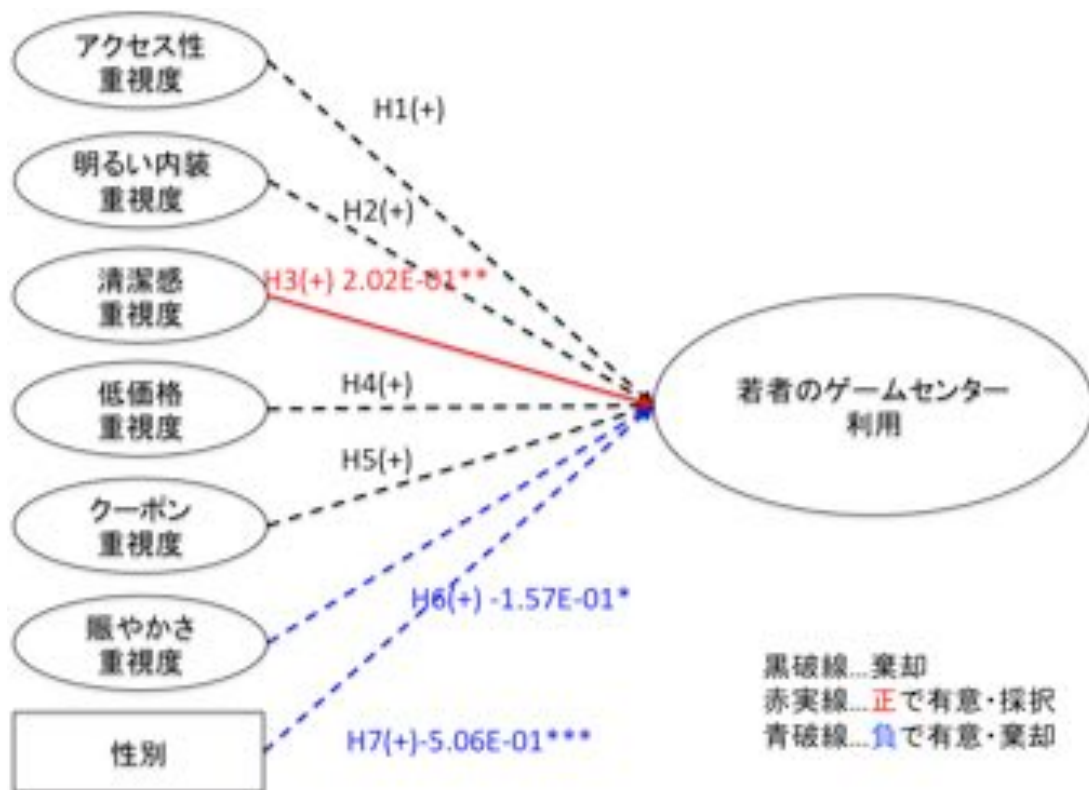 アクセス性
重視度
H1(+)
明るい内装
重視度
H2(+)
清潔感
重視度
H3(+) 2.02E-01**
低価格
重視度
H4(+)
若者のゲームセンター
利用
クーポン
重視度
H5(+)
賑やかさ
重視度
H6(+) -1.57E-01*
性別
H7(+)-5.06E-01***
黒破線…棄却
赤実線…正で有意・採択
青破線…負で有意・棄却